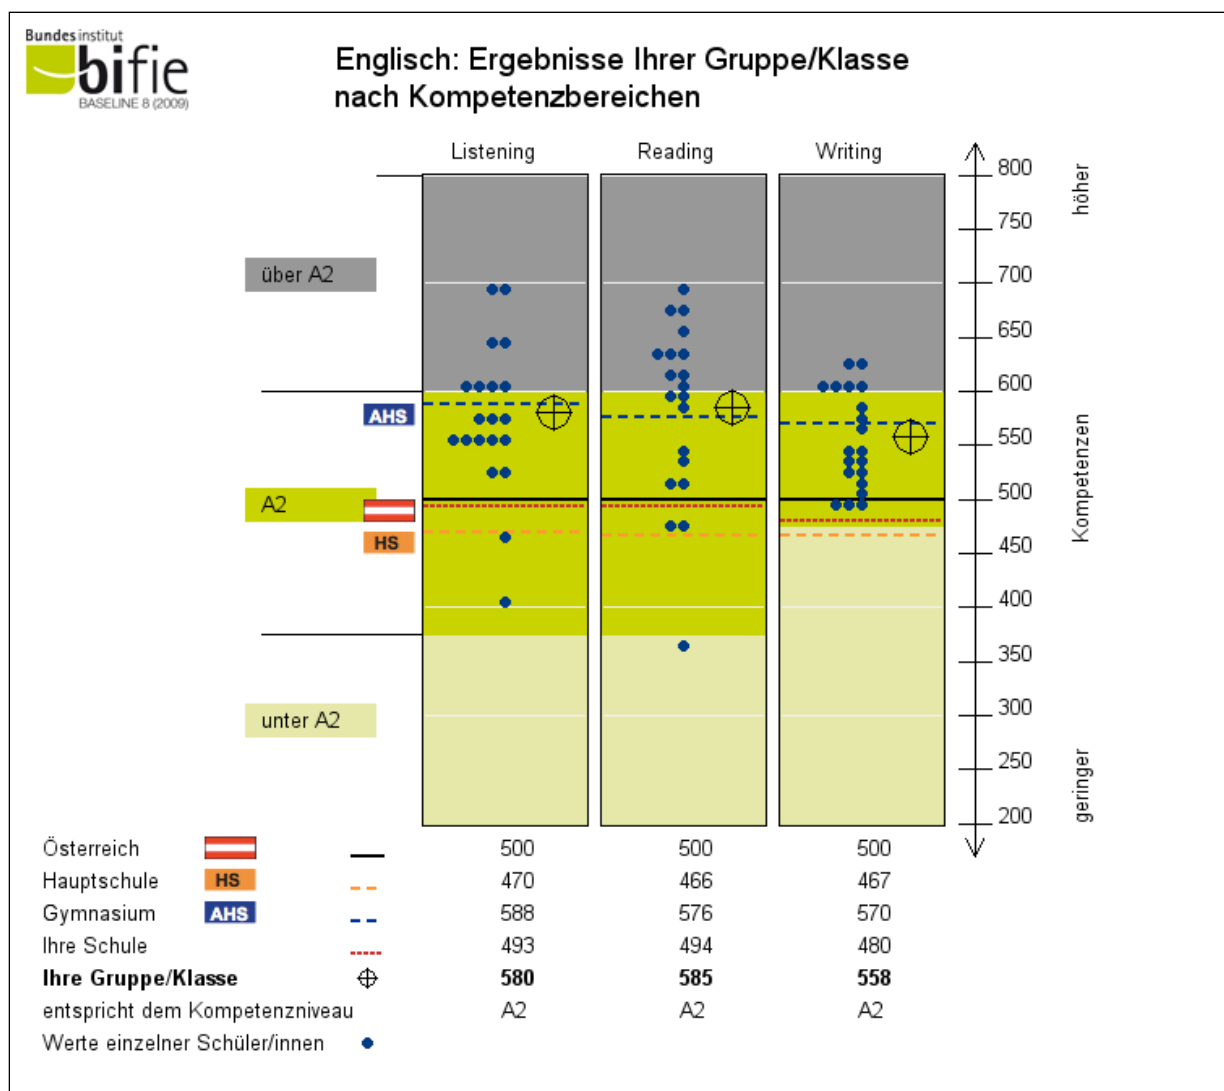 Bundesinstitut
bifie
BASELINE 8 (2009)
Englisch: Ergebnisse Ihrer Gruppe/Klasse
nach Kompetenzbereichen
Listening Reading Writing
800
höher
750
über A2
700
650
600
AHS
550
Kompetenzen
A2
500
HS
450
400
350
unter A2
300
250
geringer
200
Österreich 500 500 500
Hauptschule HS 470 466 467
Gymnasium AHS 588 576 570
Ihre Schule 493 494 480
Ihre Gruppe/Klasse 580 585 558
entspricht dem Kompetenzniveau A2 A2 A2
Werte einzelner Schüler/innen